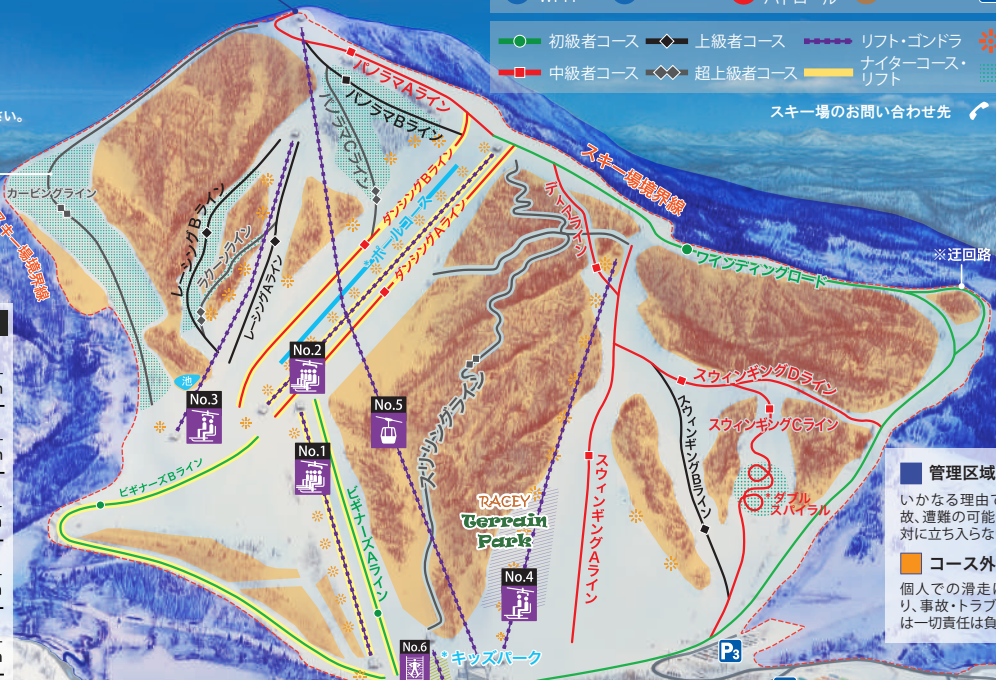 初級者コース
上級者コース
リフト・ゴンドラ
中級者コース
超上級者コース
ナイターコース・
リフト
さい。
スキー場のお問い合わせ先
パノラマAライン
パノラマBライン
パノラマCライン
スキー場境界線
カービングライン
スキー場境界線
レーシングBライン
ラグーンライン
レーシングAライン
ダンシングBライン
*ポールコース
ダンシングAライン
ワインディングロード
※迂回路
池
No.3
No.2
No.5
No.1
スウィンギングDライン
スウィンギングCライン
スウィンギングBライン
スウィンギングAライン
ダブル
スパイラル
ビギナーズBライン
ビギナーズAライン
スリリングライン
RACEY
Terrain
Park
No.4
No.6
*キッズパーク
P3
管理区域
いかなる理由で
故、遭難の可能
対に立ち入らな
コース外
個人での滑走に
り、事故・トラブ
は一切責任は負